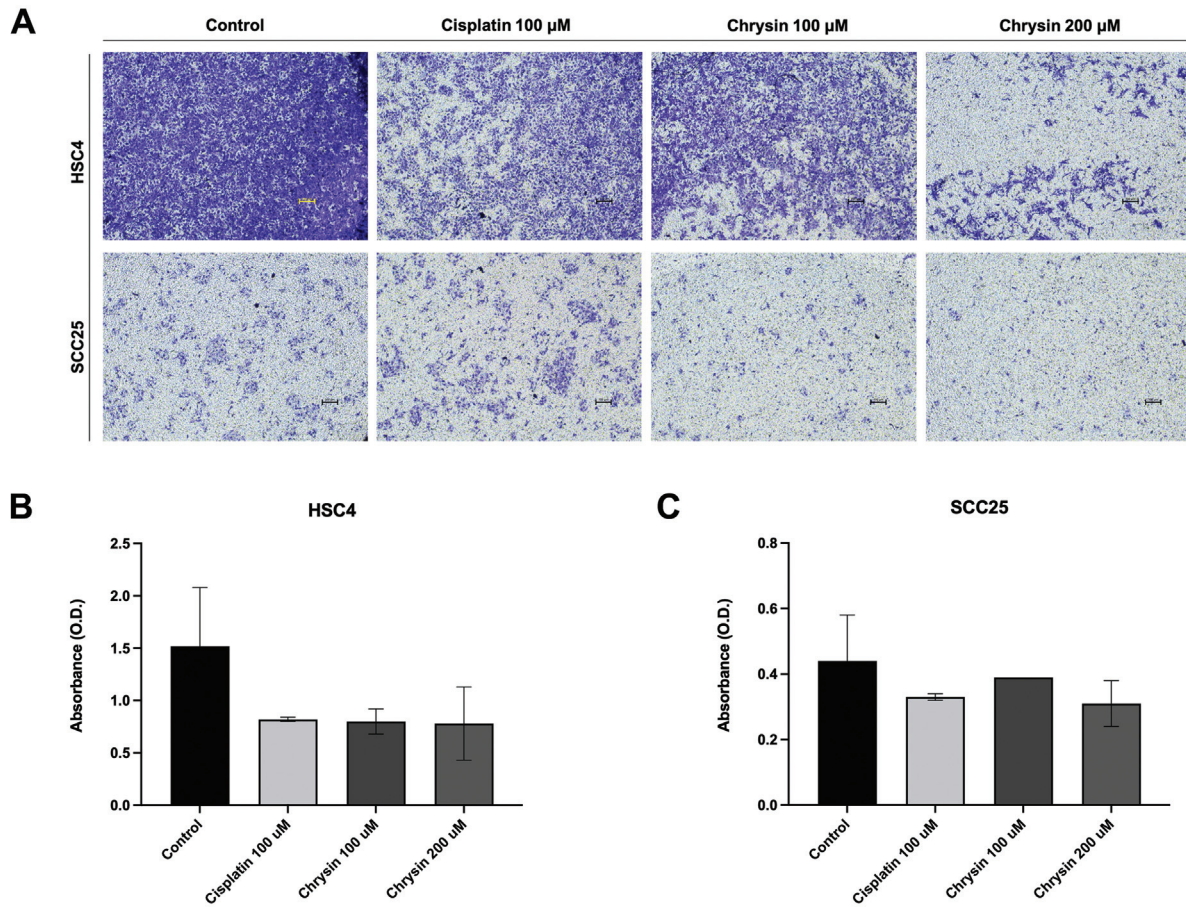 A
Control
Cisplatin 100 µM
Chrysin 100 µM
Chrysin 200 µM
HSC4
SCC25
B
HSC4
Absorbance (O.D.)
2.5
2.0
1.5
1.0
0.5
0.0
Control
Cisplatin 100 uM
Chrysin 100 uM
Chrysin 200 uM
C
SCC25
Absorbance (O.D.)
0.8
0.6
0.4
0.2
0.0
Control
Cisplatin 100 uM
Chrysin 100 uM
Chrysin 200 uM